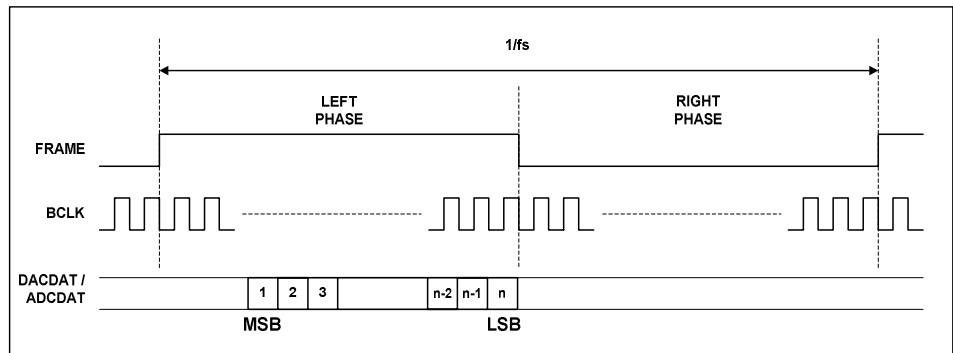 1/fs
LEFT
PHASE
RIGHT
PHASE
FRAME
BCLK
DACDAT /
ADCDAT
1 2 3 n-2 n-1 n
MSB LSB